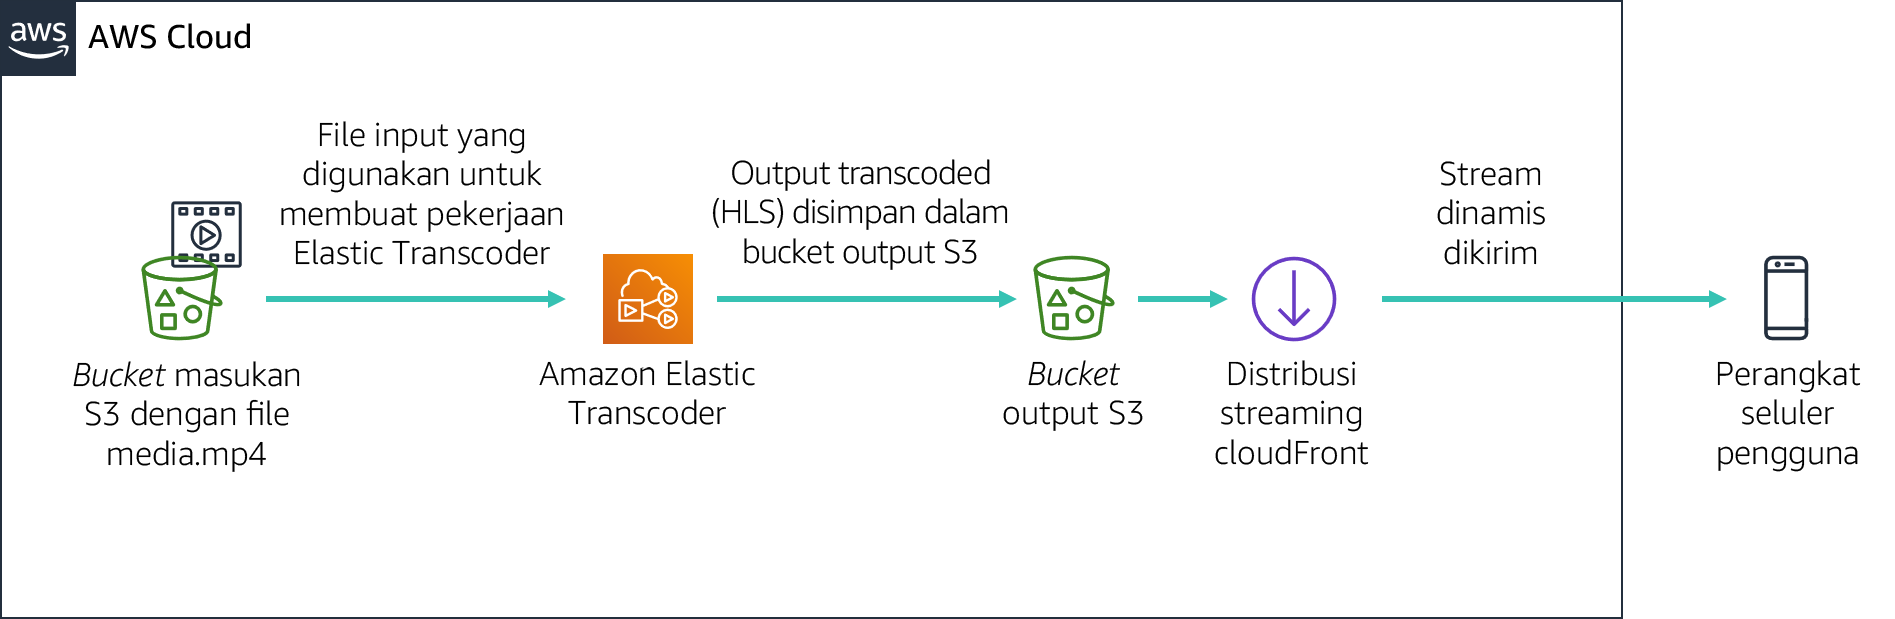 aws
AWS Cloud
File input yang
digunakan untuk
membuat pekerjaan
Elastic Transcoder
Output transcoded
(HLS) disimpan dalam
bucket output S3
Stream
dinamis
dikirim
Bucket masukan
S3 dengan file
media.mp4
Amazon Elastic
Transcoder
Bucket
output S3
Distribusi
streaming
cloudFront
Perangkat
seluler
pengguna